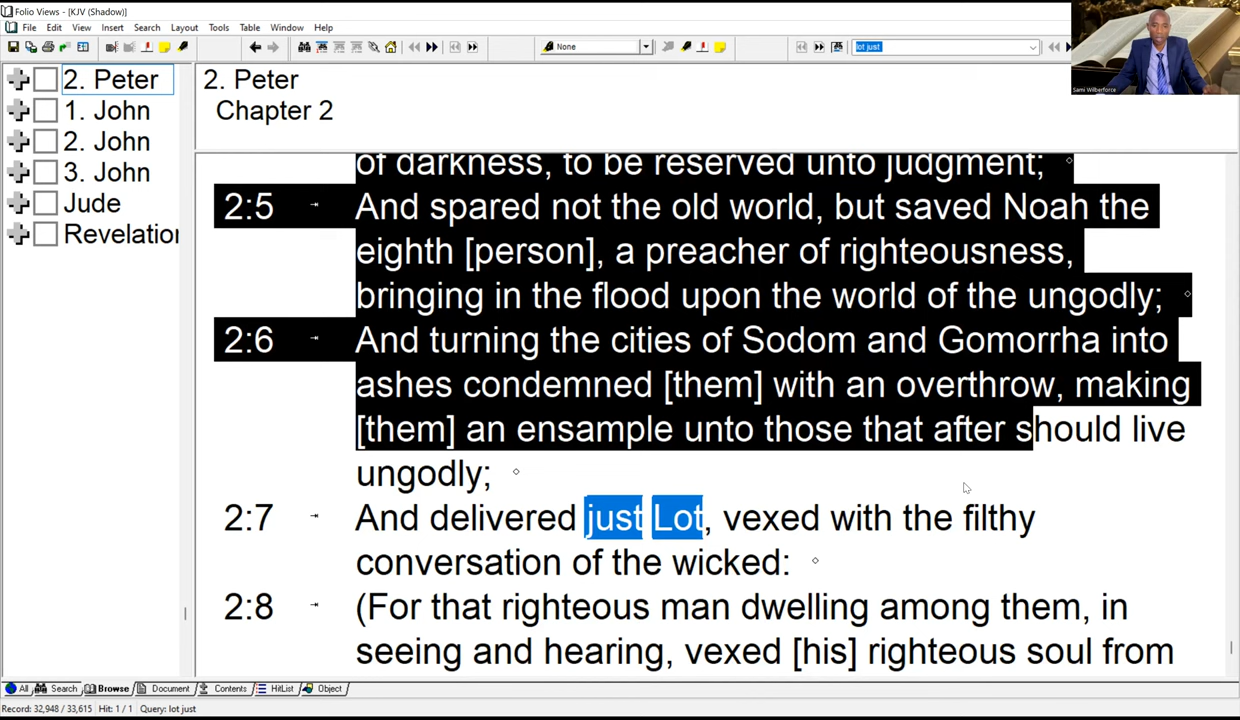 Folio Views - [KJV (Shadow)]
File Edit View Insert Search Layout Tools Table Window Help
None
lot just
Sami Wilberforce
2. Peter
1. John
2. John
3. John
Jude
Revelation
2. Peter
Chapter 2
of darkness, to be reserved unto judgment;
2:5 And spared not the old world, but saved Noah the
eighth [person], a preacher of righteousness,
bringing in the flood upon the world of the ungodly;
2:6 And turning the cities of Sodom and Gomorrha into
ashes condemned [them] with an overthrow, making
[them] an ensample unto those that after should live
ungodly;
2:7 And delivered just Lot, vexed with the filthy
conversation of the wicked:
2:8 (For that righteous man dwelling among them, in
seeing and hearing, vexed [his] righteous soul from
All Search Browse Document Contents HitList Object
Record: 32,948 / 33,615 Hit: 1 / 1 Query: lot just